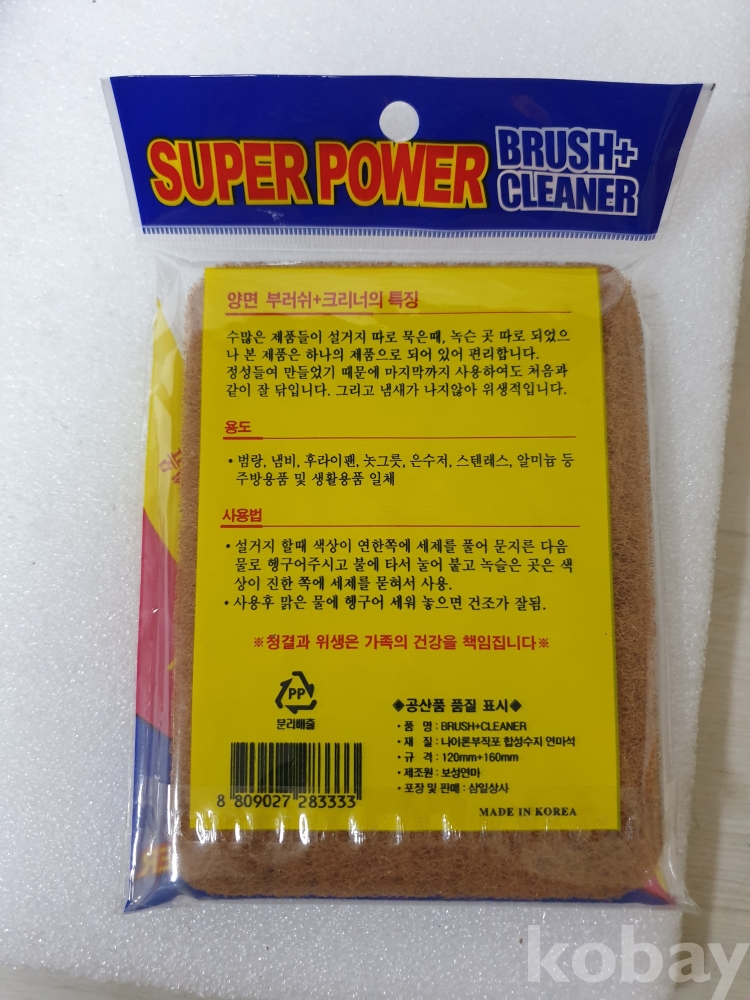 SUPER POWER BRUSH+
CLEANER
양면 부러쉬+크리너의 특징
수많은 제품들이 설거지 따로 묵은때, 녹슨 곳 따로 되었으
나 본 제품은 하나의 제품으로 되어 있어 편리합니다.
정성들여 만들었기 때문에 마지막까지 사용하여도 처음과
같이 잘 닦입니다. 그리고 냄새가 나지않아 위생적입니다.
용도
• 범랑, 냄비, 후라이팬, 놋그릇, 은수저, 스텐레스, 알미늄 등
주방용품 및 생활용품 일체
사용법
• 설거지 할때 색상이 연한쪽에 세제를 풀어 문지른 다음
물로 헹구어주시고 불에 타서 눌어 붙고 녹슬은 곳은 색
상이 진한 쪽에 세제를 묻혀서 사용.
• 사용후 맑은 물에 헹구어 세워 놓으면 건조가 잘됨.
※청결과 위생은 가족의 건강을 책임집니다※
PP
분리배출
◈공산품 품질 표시◈
• 품 명 : BRUSH+CLEANER
• 재 질 : 나이론부직포 합성수지 연마석
• 규 격 : 120mm+160mm
• 제조원 : 보성연마
• 포장 및 판매 : 삼일상사
8 809027 283333
MADE IN KOREA
kobay